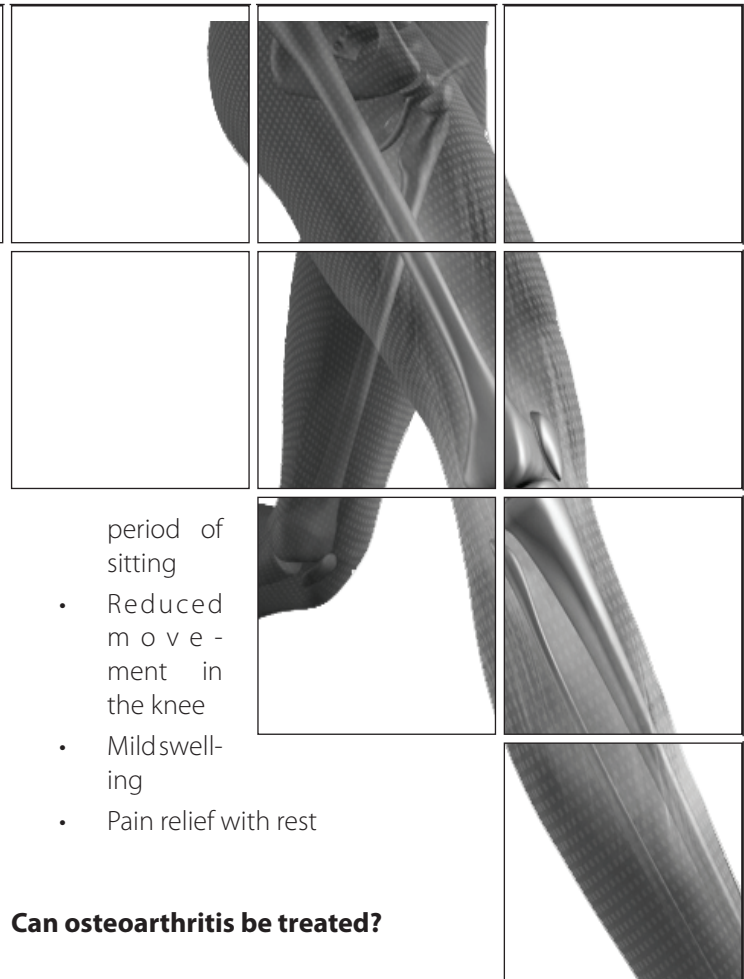 period of
sitting
• Reduced
move-
ment in
the knee
• Mild swell-
ing
• Pain relief with rest
Can osteoarthritis be treated?